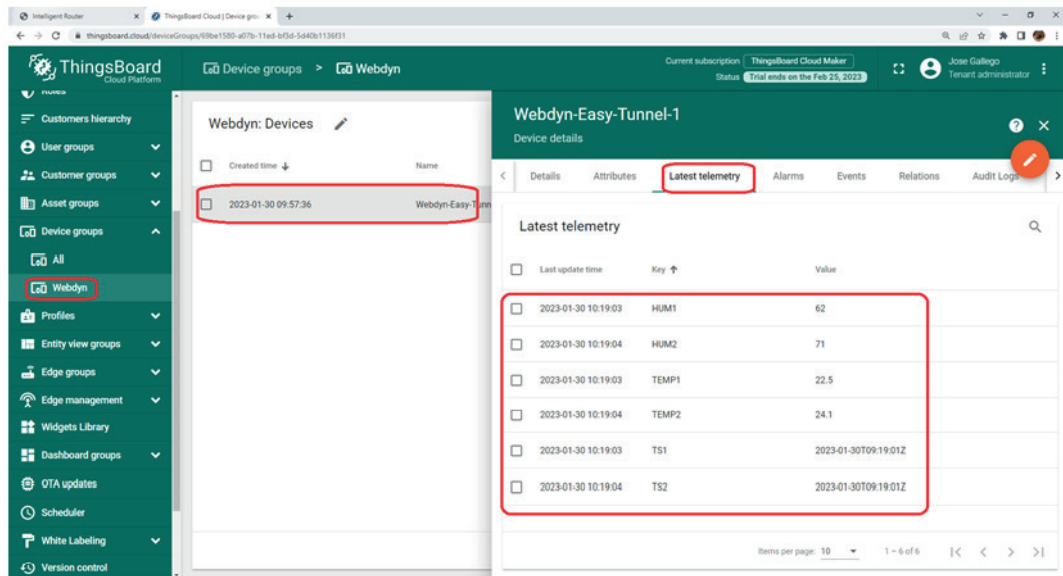 Intelligent Router
ThingsBoard Cloud | Device gro
thingsboard.cloud/deviceGroups/69be1580-a07b-11ed-bf3d-5d40b1136f31
ThingsBoard
Cloud Platform
Device groups > Webdyn
Current subscription ThingsBoard Cloud Maker
Status Trial ends on the Feb 25, 2023
Jose Gallego
Tenant administrator
Roles
Customers hierarchy
User groups
Customer groups
Asset groups
Device groups
All
Webdyn
Profiles
Entity view groups
Edge groups
Edge management
Widgets Library
Dashboard groups
OTA updates
Scheduler
White Labeling
Version control
Webdyn: Devices
Created time Name
2023-01-30 09:57:36 Webdyn-Easy-Tunn
Webdyn-Easy-Tunnel-1
Device details
Details Attributes Latest telemetry Alarms Events Relations Audit Logs
Latest telemetry
Last update time Key Value
2023-01-30 10:19:03 HUM1 62
2023-01-30 10:19:04 HUM2 71
2023-01-30 10:19:03 TEMP1 22.5
2023-01-30 10:19:04 TEMP2 24.1
2023-01-30 10:19:03 TS1 2023-01-30T09:19:01Z
2023-01-30 10:19:04 TS2 2023-01-30T09:19:01Z
Items per page: 10 1 – 6 of 6